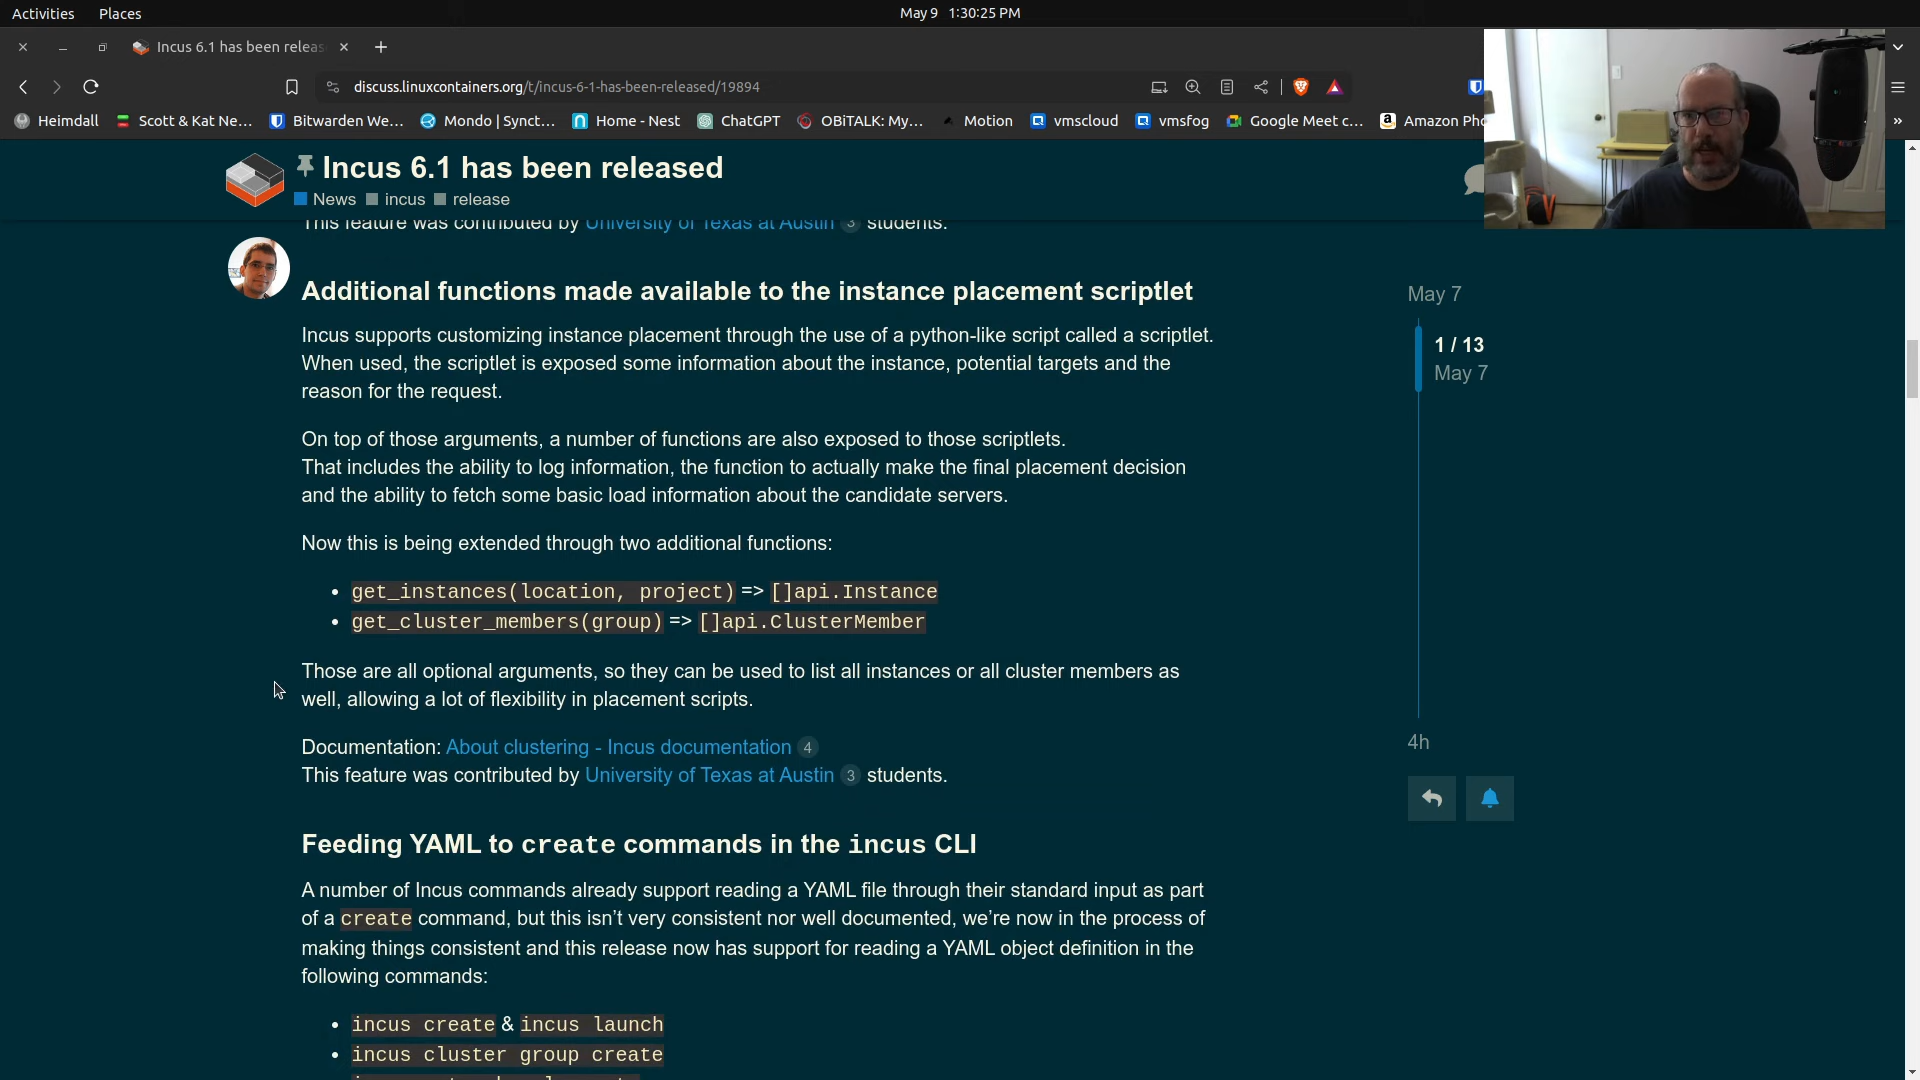 Activities Places May 9 1:30:25 PM
Incus 6.1 has been releas
discuss.linuxcontainers.org/t/incus-6-1-has-been-released/19894
Heimdall Scott & Kat Ne... Bitwarden We... Mondo | Synct... Home - Nest ChatGPT OBiTALK: My... Motion vmscloud vmsfog Google Meet c... Amazon Pho »
Incus 6.1 has been released
News incus release
This feature was contributed by University of Texas at Austin 3 students.
Additional functions made available to the instance placement scriptlet
Incus supports customizing instance placement through the use of a python-like script called a scriptlet.
When used, the scriptlet is exposed some information about the instance, potential targets and the
reason for the request.
On top of those arguments, a number of functions are also exposed to those scriptlets.
That includes the ability to log information, the function to actually make the final placement decision
and the ability to fetch some basic load information about the candidate servers.
Now this is being extended through two additional functions:
• get_instances(location, project) => []api.Instance
• get_cluster_members(group) => []api.ClusterMember
Those are all optional arguments, so they can be used to list all instances or all cluster members as
well, allowing a lot of flexibility in placement scripts.
Documentation: About clustering - Incus documentation 4
This feature was contributed by University of Texas at Austin 3 students.
Feeding YAML to create commands in the incus CLI
A number of Incus commands already support reading a YAML file through their standard input as part
of a create command, but this isn't very consistent nor well documented, we're now in the process of
making things consistent and this release now has support for reading a YAML object definition in the
following commands:
• incus create & incus launch
• incus cluster group create
May 7
1 / 13
May 7
4h